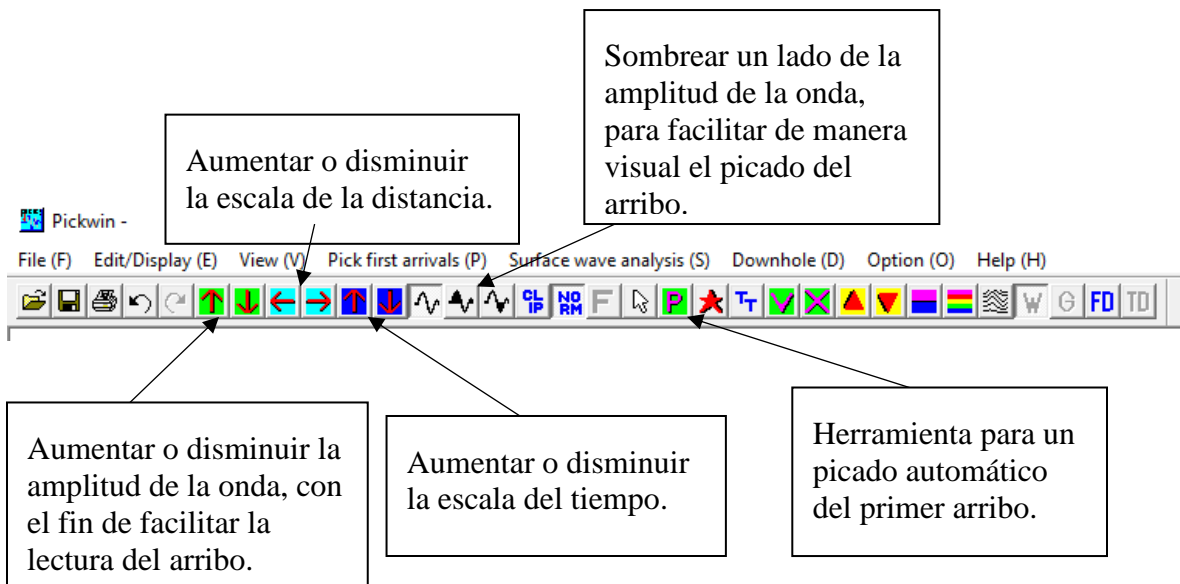 Sombrear un lado de la
amplitud de la onda,
para facilitar de manera
visual el picado del
arribo.
Aumentar o disminuir
la escala de la distancia.
Pickwin -
File (F) Edit/Display (E) View (V) Pick first arrivals (P) Surface wave analysis (S) Downhole (D) Option (O) Help (H)
CL IP NO RM F P TT W G FD TD
Aumentar o disminuir la
amplitud de la onda, con
el fin de facilitar la
lectura del arribo.
Aumentar o disminuir
la escala del tiempo.
Herramienta para un
picado automático
del primer arribo.